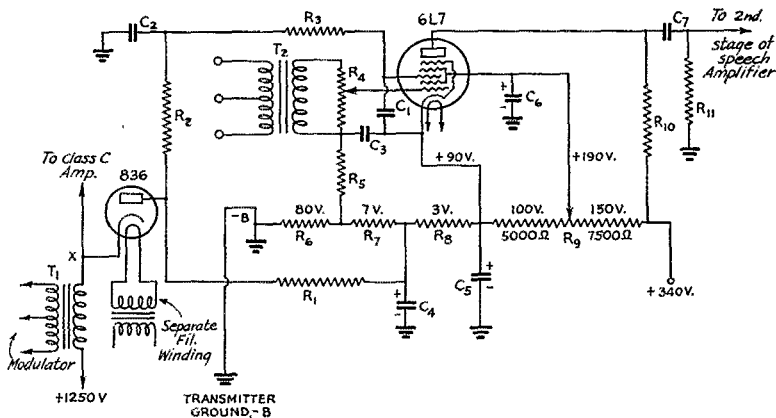 C2
R3
6L7
C7
To 2nd.
stage of
speech
Amplifier
T2
R4
R2
C1
C6
+
-
R10
R11
C3
To Class C
Amp.
836
R5
+90V.
+190V.
-B
80V.
7V.
3V.
100V.
150V.
R6
R7
R8
5000Ω
R9
7500Ω
X
T1
R1
+
-
C4
C5
+
-
+340V.
Separate
Fil.
Winding
Modulator
+1250V
TRANSMITTER
GROUND,-B